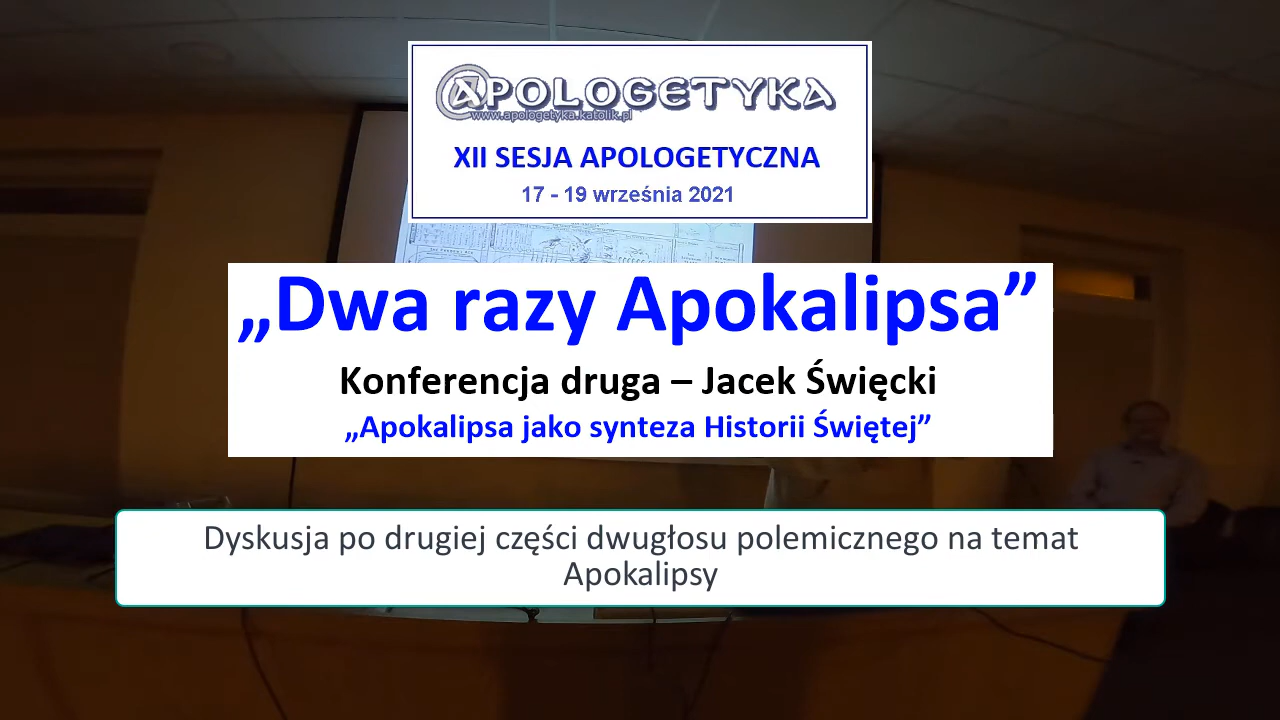 @POLOGETYKA
www.apologetyka.katolik.pl
XII SESJA APOLOGETYCZNA
17 - 19 września 2021
„Dwa razy Apokalipsa”
Konferencja druga – Jacek Święcki
„Apokalipsa jako synteza Historii Świętej”
Dyskusja po drugiej części dwugłosu polemicznego na temat
Apokalipsy